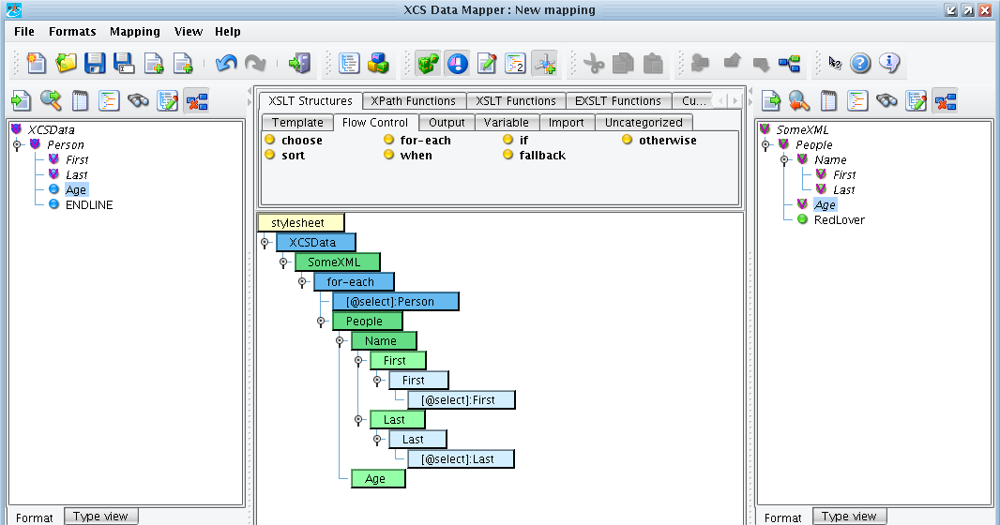 XCS Data Mapper : New mapping
File Formats Mapping View Help
2
XCSData
Person
First
Last
Age
ENDLINE
Format Type view
XSLT Structures XPath Functions XSLT Functions EXSLT Functions Cu...
Template Flow Control Output Variable Import Uncategorized
choose for-each if otherwise
sort when fallback
stylesheet
XCSData
SomeXML
for-each
[@select]:Person
People
Name
First
First
[@select]:First
Last
Last
[@select]:Last
Age
SomeXML
People
Name
First
Last
Age
RedLover
Format Type view